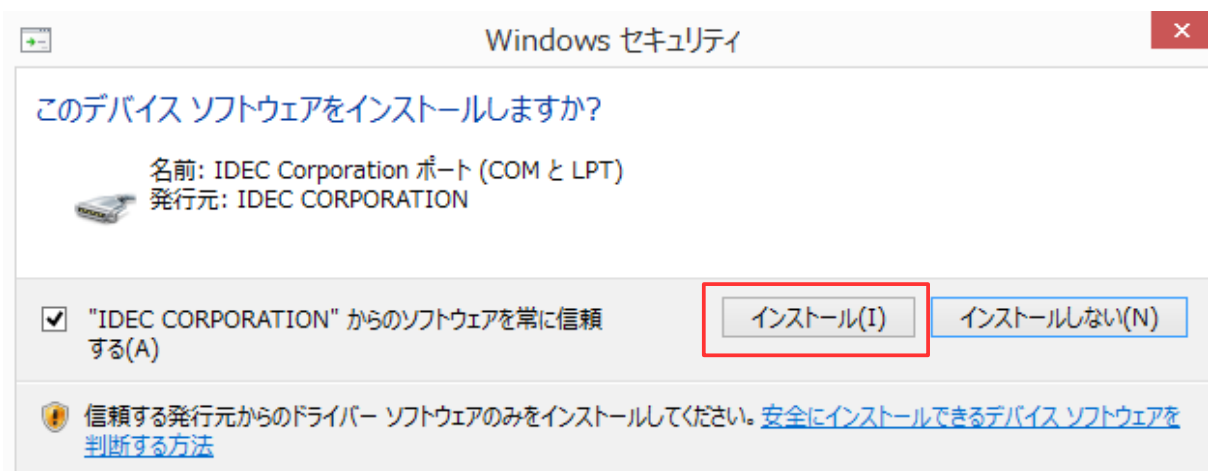 Windows セキュリティ
このデバイス ソフトウェアをインストールしますか?
名前: IDEC Corporation ポート (COM と LPT)
発行元: IDEC CORPORATION
"IDEC CORPORATION" からのソフトウェアを常に信頼
する(A)
インストール(I)
インストールしない(N)
信頼する発行元からのドライバー ソフトウェアのみをインストールしてください。安全にインストールできるデバイス ソフトウェアを
判断する方法